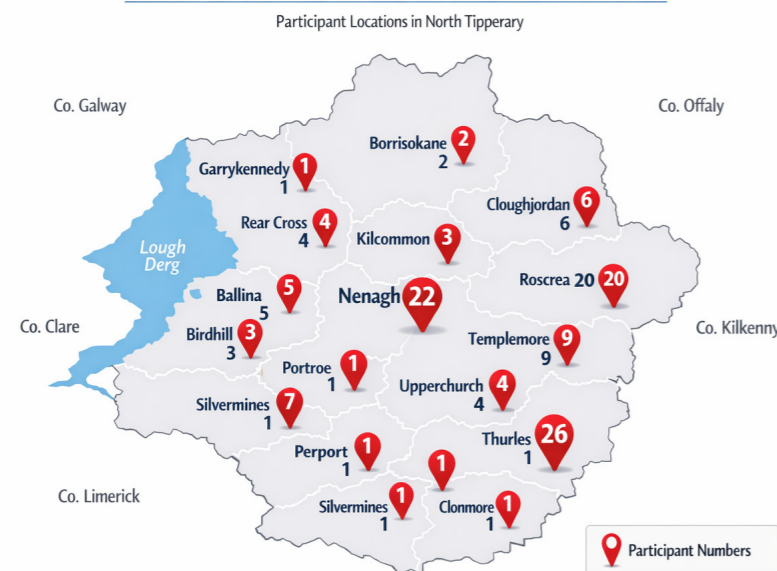 Participant Locations in North Tipperary
Co. Galway
Co. Offaly
Borrisokane 2
2
Garrykennedy 1
1
Cloughjordan 6
6
Rear Cross 4
4
Kilcommon 3
Lough
Derg
Roscrea 20 20
Ballina 5
5
Nenagh 22
Co. Clare
Co. Kilkenny
Birdhill 3
3
Templemore 9
9
Portroe 1
1
Upperchurch 4
4
Silvermines 7
1
Thurles 26
1
Perport 1
1
1
Co. Limerick
Silvermines 1
1
Clonmore 1
1
Participant Numbers